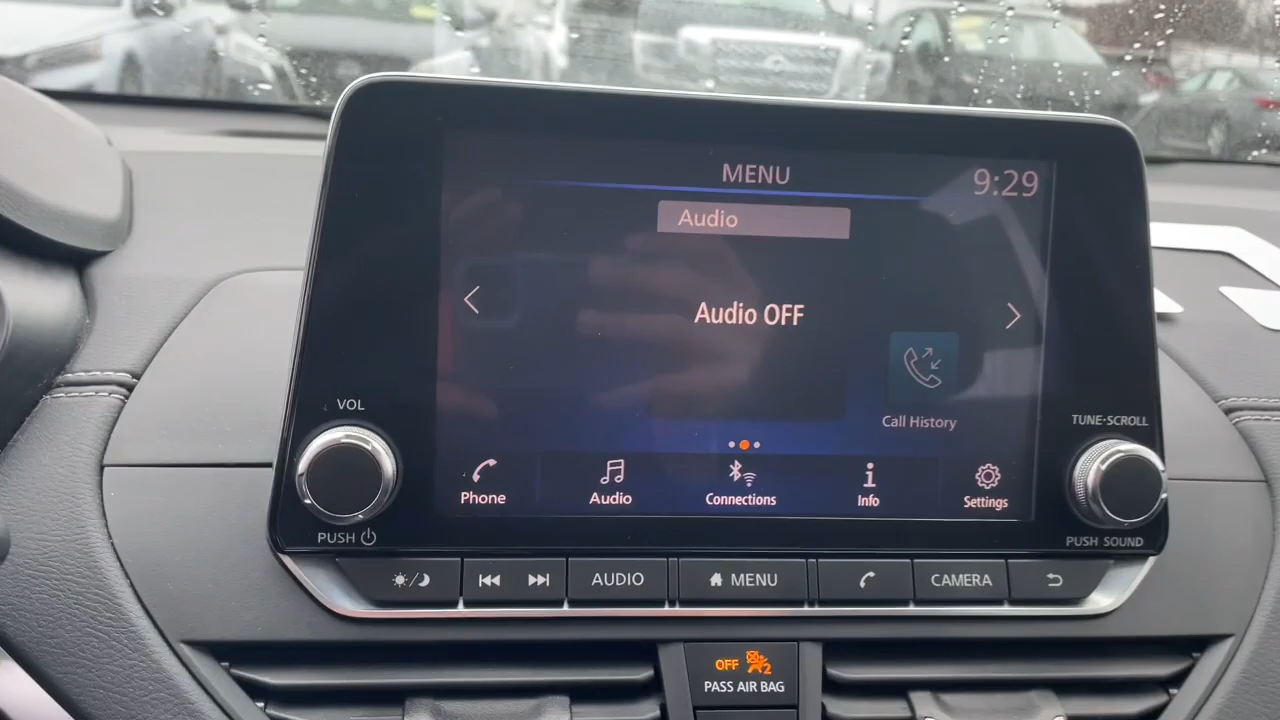 MENU
9:29
Audio
Audio OFF
Call History
VOL
TUNE·SCROLL
Phone
Audio
Connections
Info
Settings
PUSH
PUSH SOUND
AUDIO
MENU
CAMERA
OFF 2
PASS AIR BAG